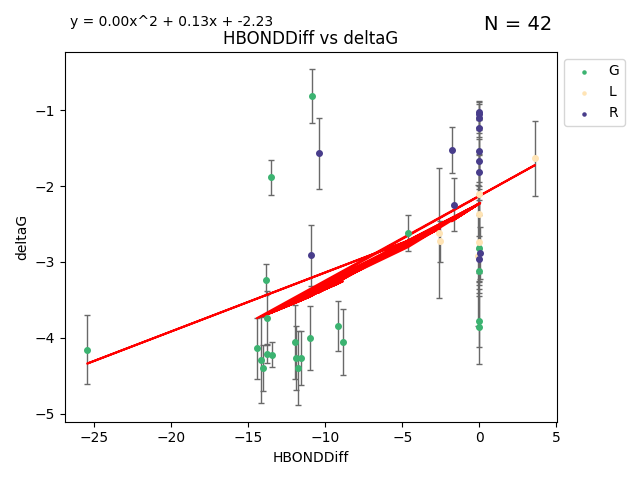 y = 0.00x^2 + 0.13x + -2.23
N = 42
HBONDDiff vs deltaG
G
L
R
deltaG
−1
−2
−3
−4
−5
−25
−20
−15
−10
−5
0
5
HBONDDiff